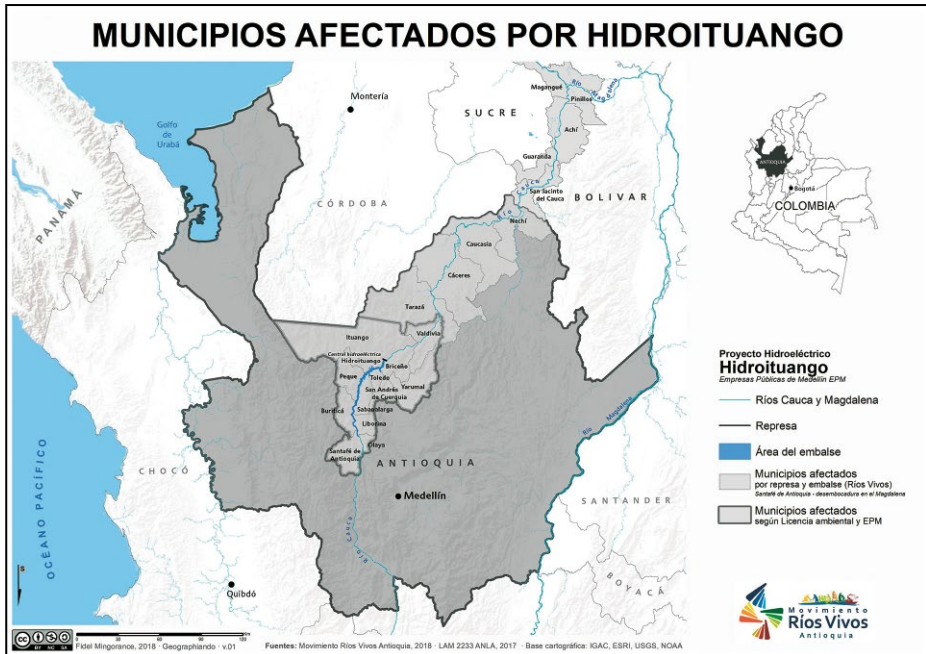 MUNICIPIOS AFECTADOS POR HIDROITUANGO
Golfo
de
Urabá
Montería
SUCRE
Magangué
Río Magdalena
Pinillos
Achí
Guaranda
San Jacinto
del Cauca
BOLIVAR
PANAMÁ
CÓRDOBA
Río Cauca
Nechí
Caucasia
Cáceres
Tarazá
Valdivia
Ituango
Central hidroeléctrica
Hidroituango
Briceño
Peque
Toledo
San Andrés
de Cuerquia
Yarumal
Buriticá
Sabanalarga
Liborina
Olaya
Santafé de
Antioquia
ANTIOQUIA
Medellín
Río Magdalena
SANTANDER
CHOCÓ
OCÉANO PACÍFICO
Quibdó
BOYACÁ
ANTIOQUIA
Bogotá
COLOMBIA
Proyecto Hidroeléctrico
Hidroituango
Empresas Públicas de Medellín EPM
Ríos Cauca y Magdalena
Represa
Área del embalse
Municipios afectados
por represa y embalse (Ríos Vivos)
Santafé de Antioquia - desembocadura en el Magdalena
Municipios afectados
según Licencia ambiental y EPM
Movimiento
Ríos Vivos
Antioquia
S
CC BY NC SA
Fidel Mingorance, 2018 · Geographiando · v.01
Fuentes: Movimiento Ríos Vivos Antioquia, 2018 · LAM 2233 ANLA, 2017 · Base cartográfica: IGAC, ESRI, USGS, NOAA